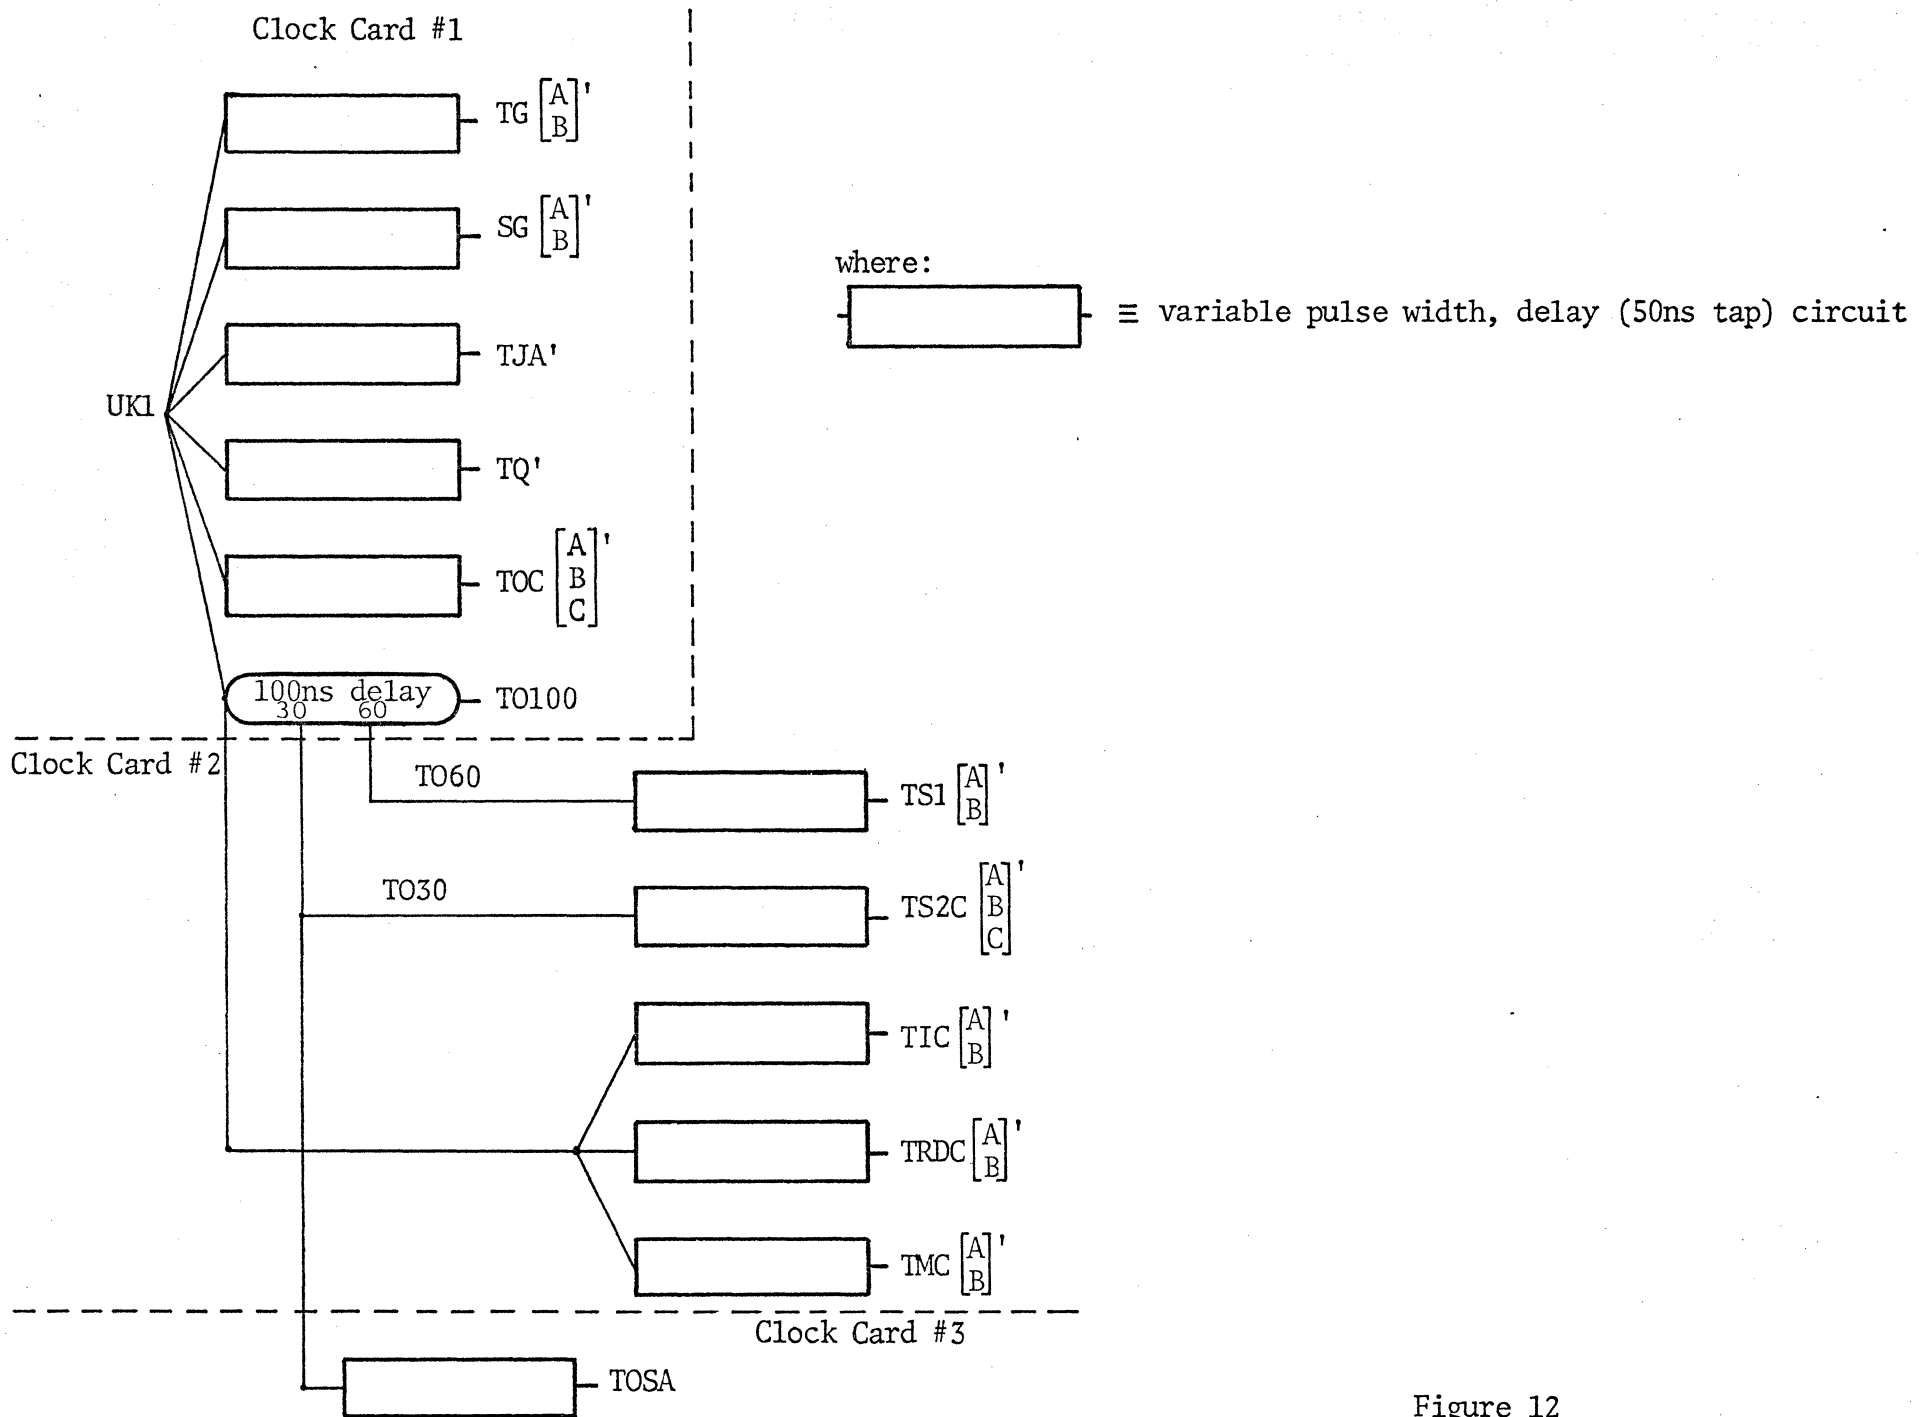 Clock Card #1
TG [A B]'
SG [A B]'
where:
≡ variable pulse width, delay (50ns tap) circuit
TJA'
UK1
TQ'
TOC [A B C]'
100ns delay
30 60
TO100
Clock Card #2
TO60
TS1 [A B]'
TO30
TS2C [A B C]'
TIC [A B]'
TRDC [A B]'
TMC [A B]'
Clock Card #3
TOSA
Figure 12